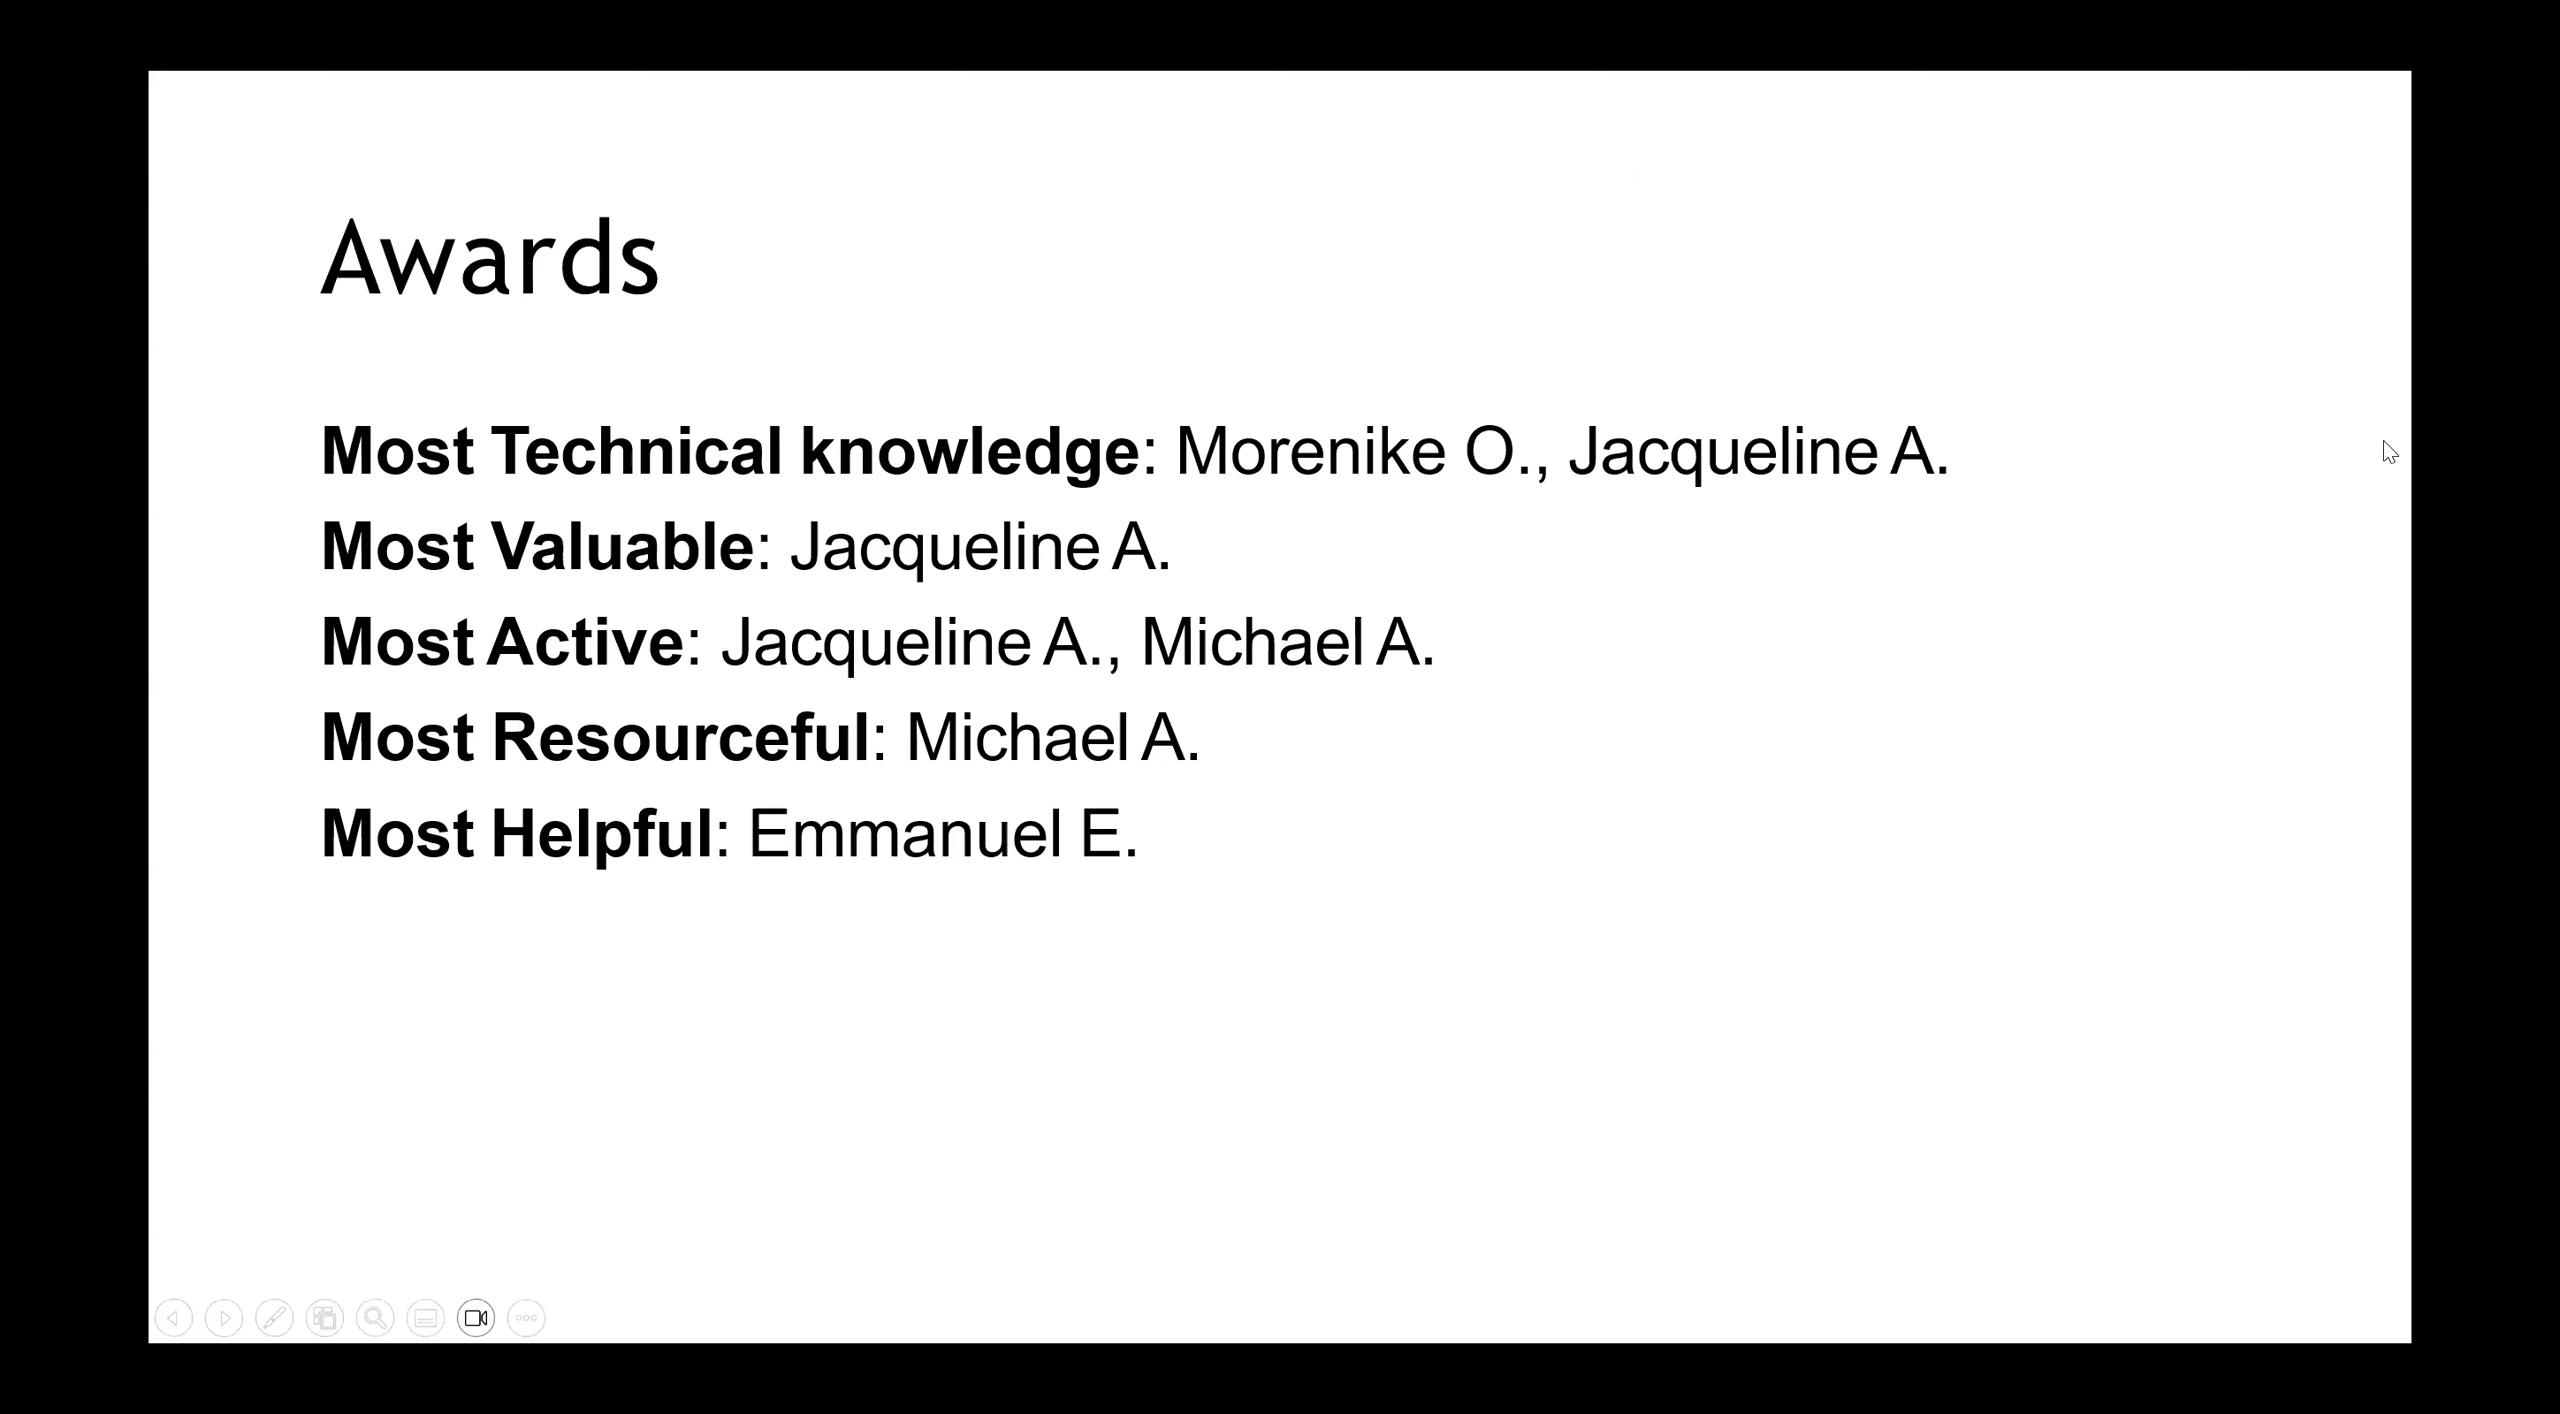 Awards
Most Technical knowledge: Morenike O., Jacqueline A.
Most Valuable: Jacqueline A.
Most Active: Jacqueline A., Michael A.
Most Resourceful: Michael A.
Most Helpful: Emmanuel E.